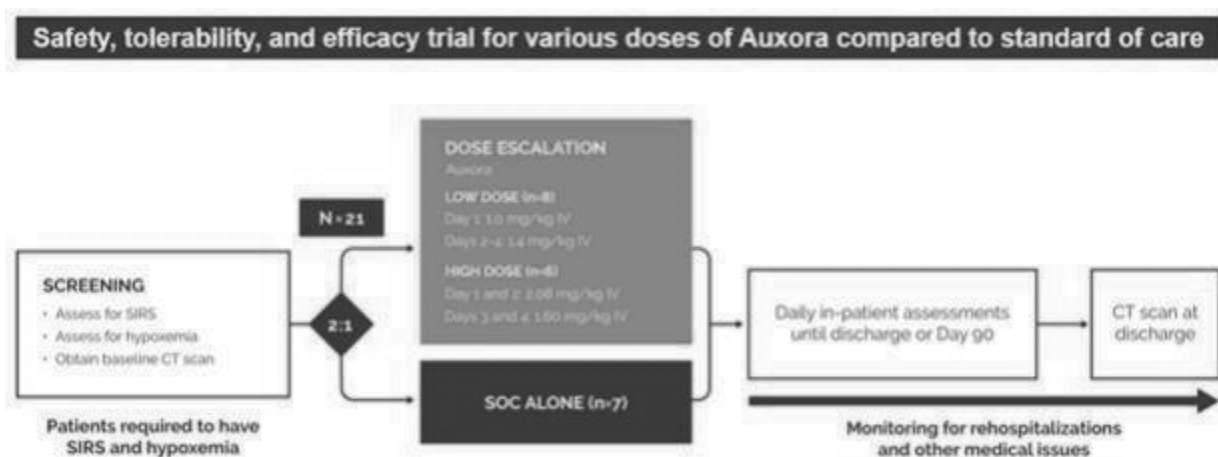 Safety, tolerability, and efficacy trial for various doses of Auxora compared to standard of care
SCREENING
• Assess for SIRS
• Assess for hypoxemia
• Obtain baseline CT scan
Patients required to have
SIRS and hypoxemia
N = 21
2:1
DOSE ESCALATION
Auxora
LOW DOSE (n=8)
Day 1: 1.0 mg/kg IV
Days 2-4: 1.4 mg/kg IV
HIGH DOSE (n=6)
Day 1 and 2: 2.08 mg/kg IV
Days 3 and 4: 1.60 mg/kg IV
SOC ALONE (n=7)
Daily in-patient assessments
until discharge or Day 90
CT scan at
discharge
Monitoring for rehospitalizations
and other medical issues